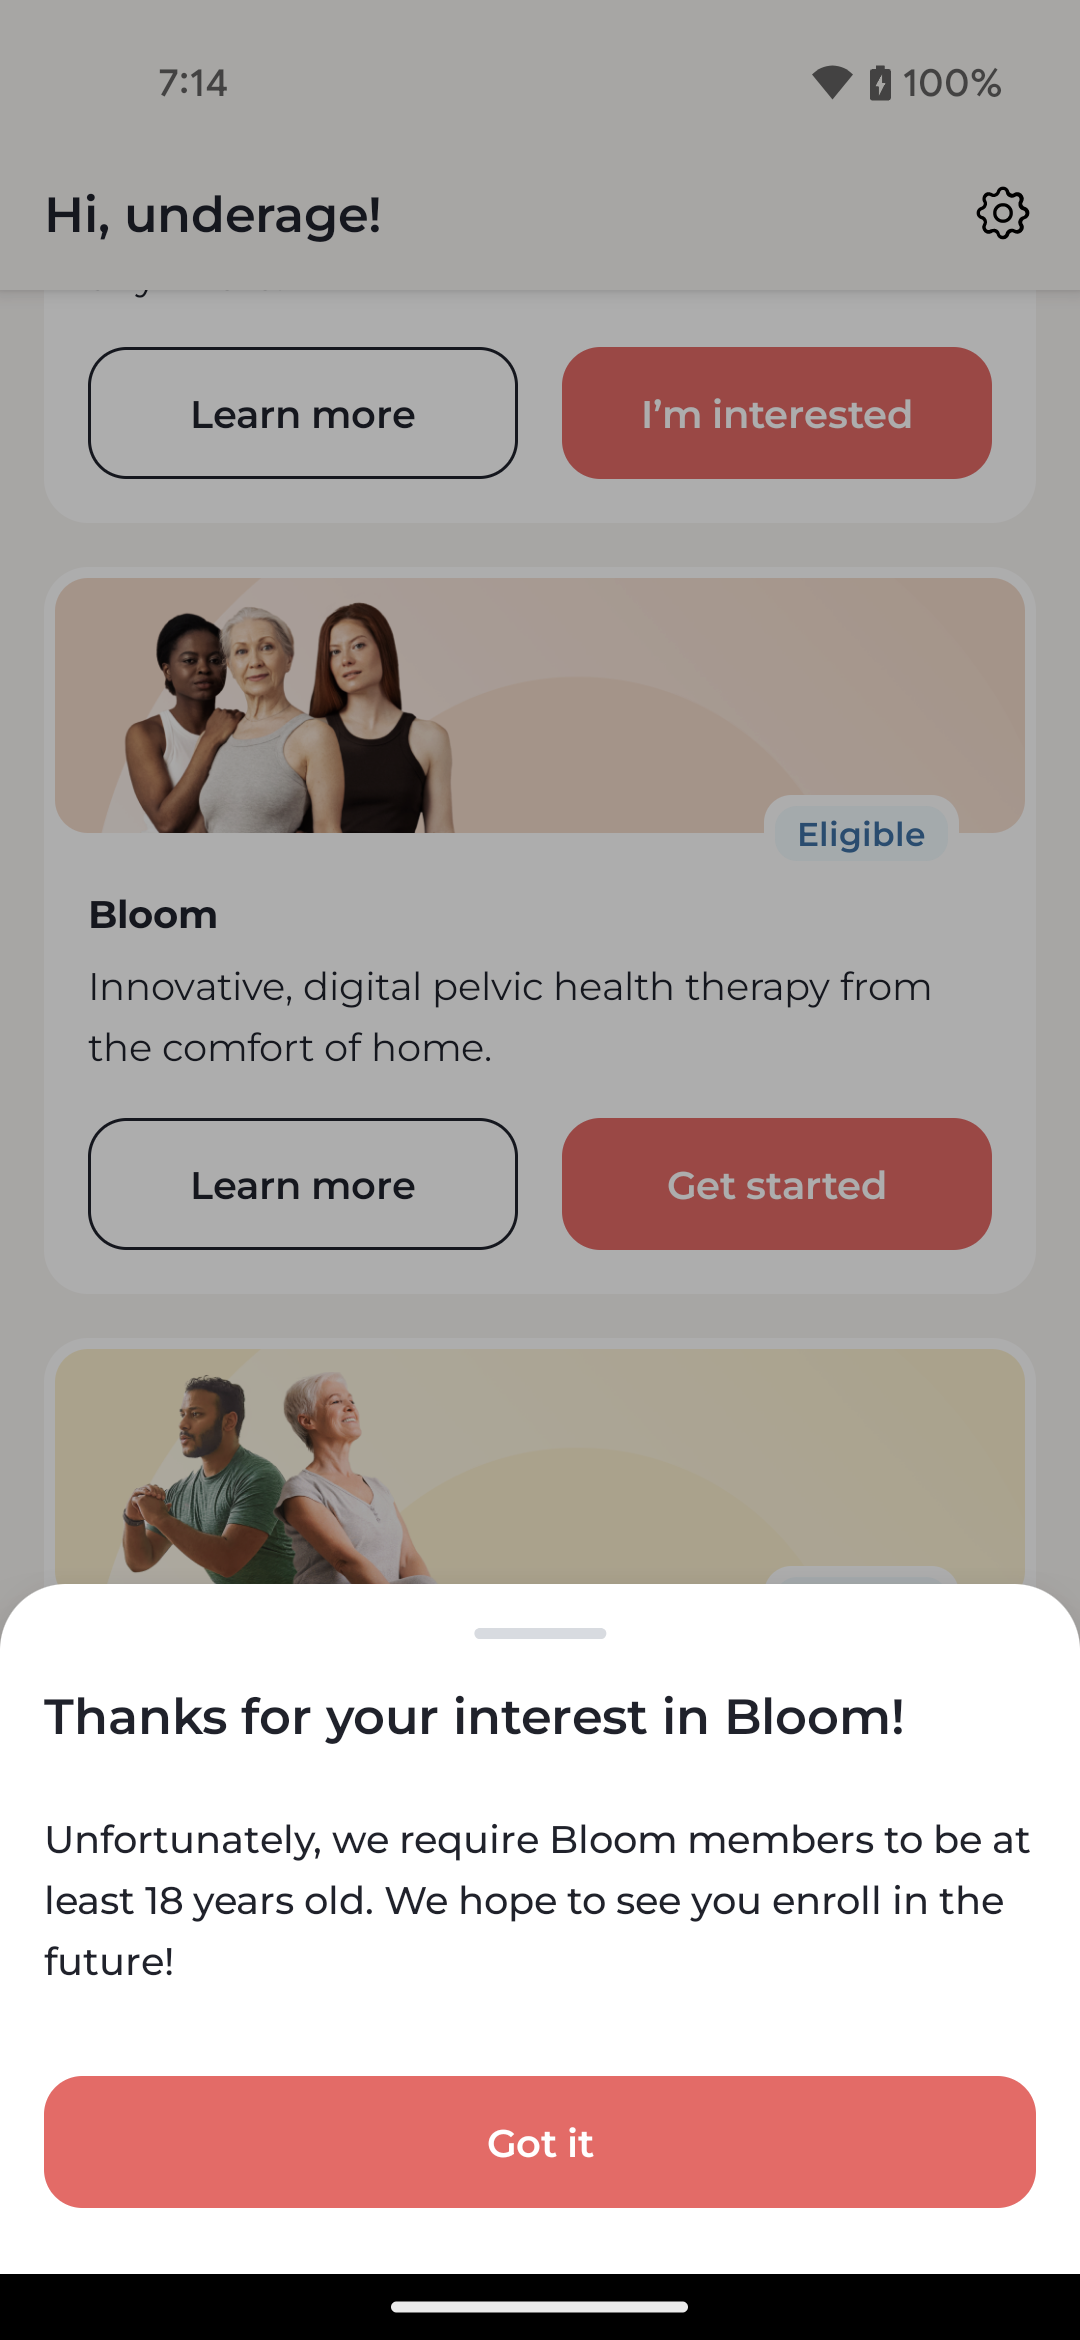 7:14
100%
Hi, underage!
Learn more
I’m interested
Eligible
Bloom
Innovative, digital pelvic health therapy from
the comfort of home.
Learn more
Get started
Thanks for your interest in Bloom!
Unfortunately, we require Bloom members to be at
least 18 years old. We hope to see you enroll in the
future!
Got it